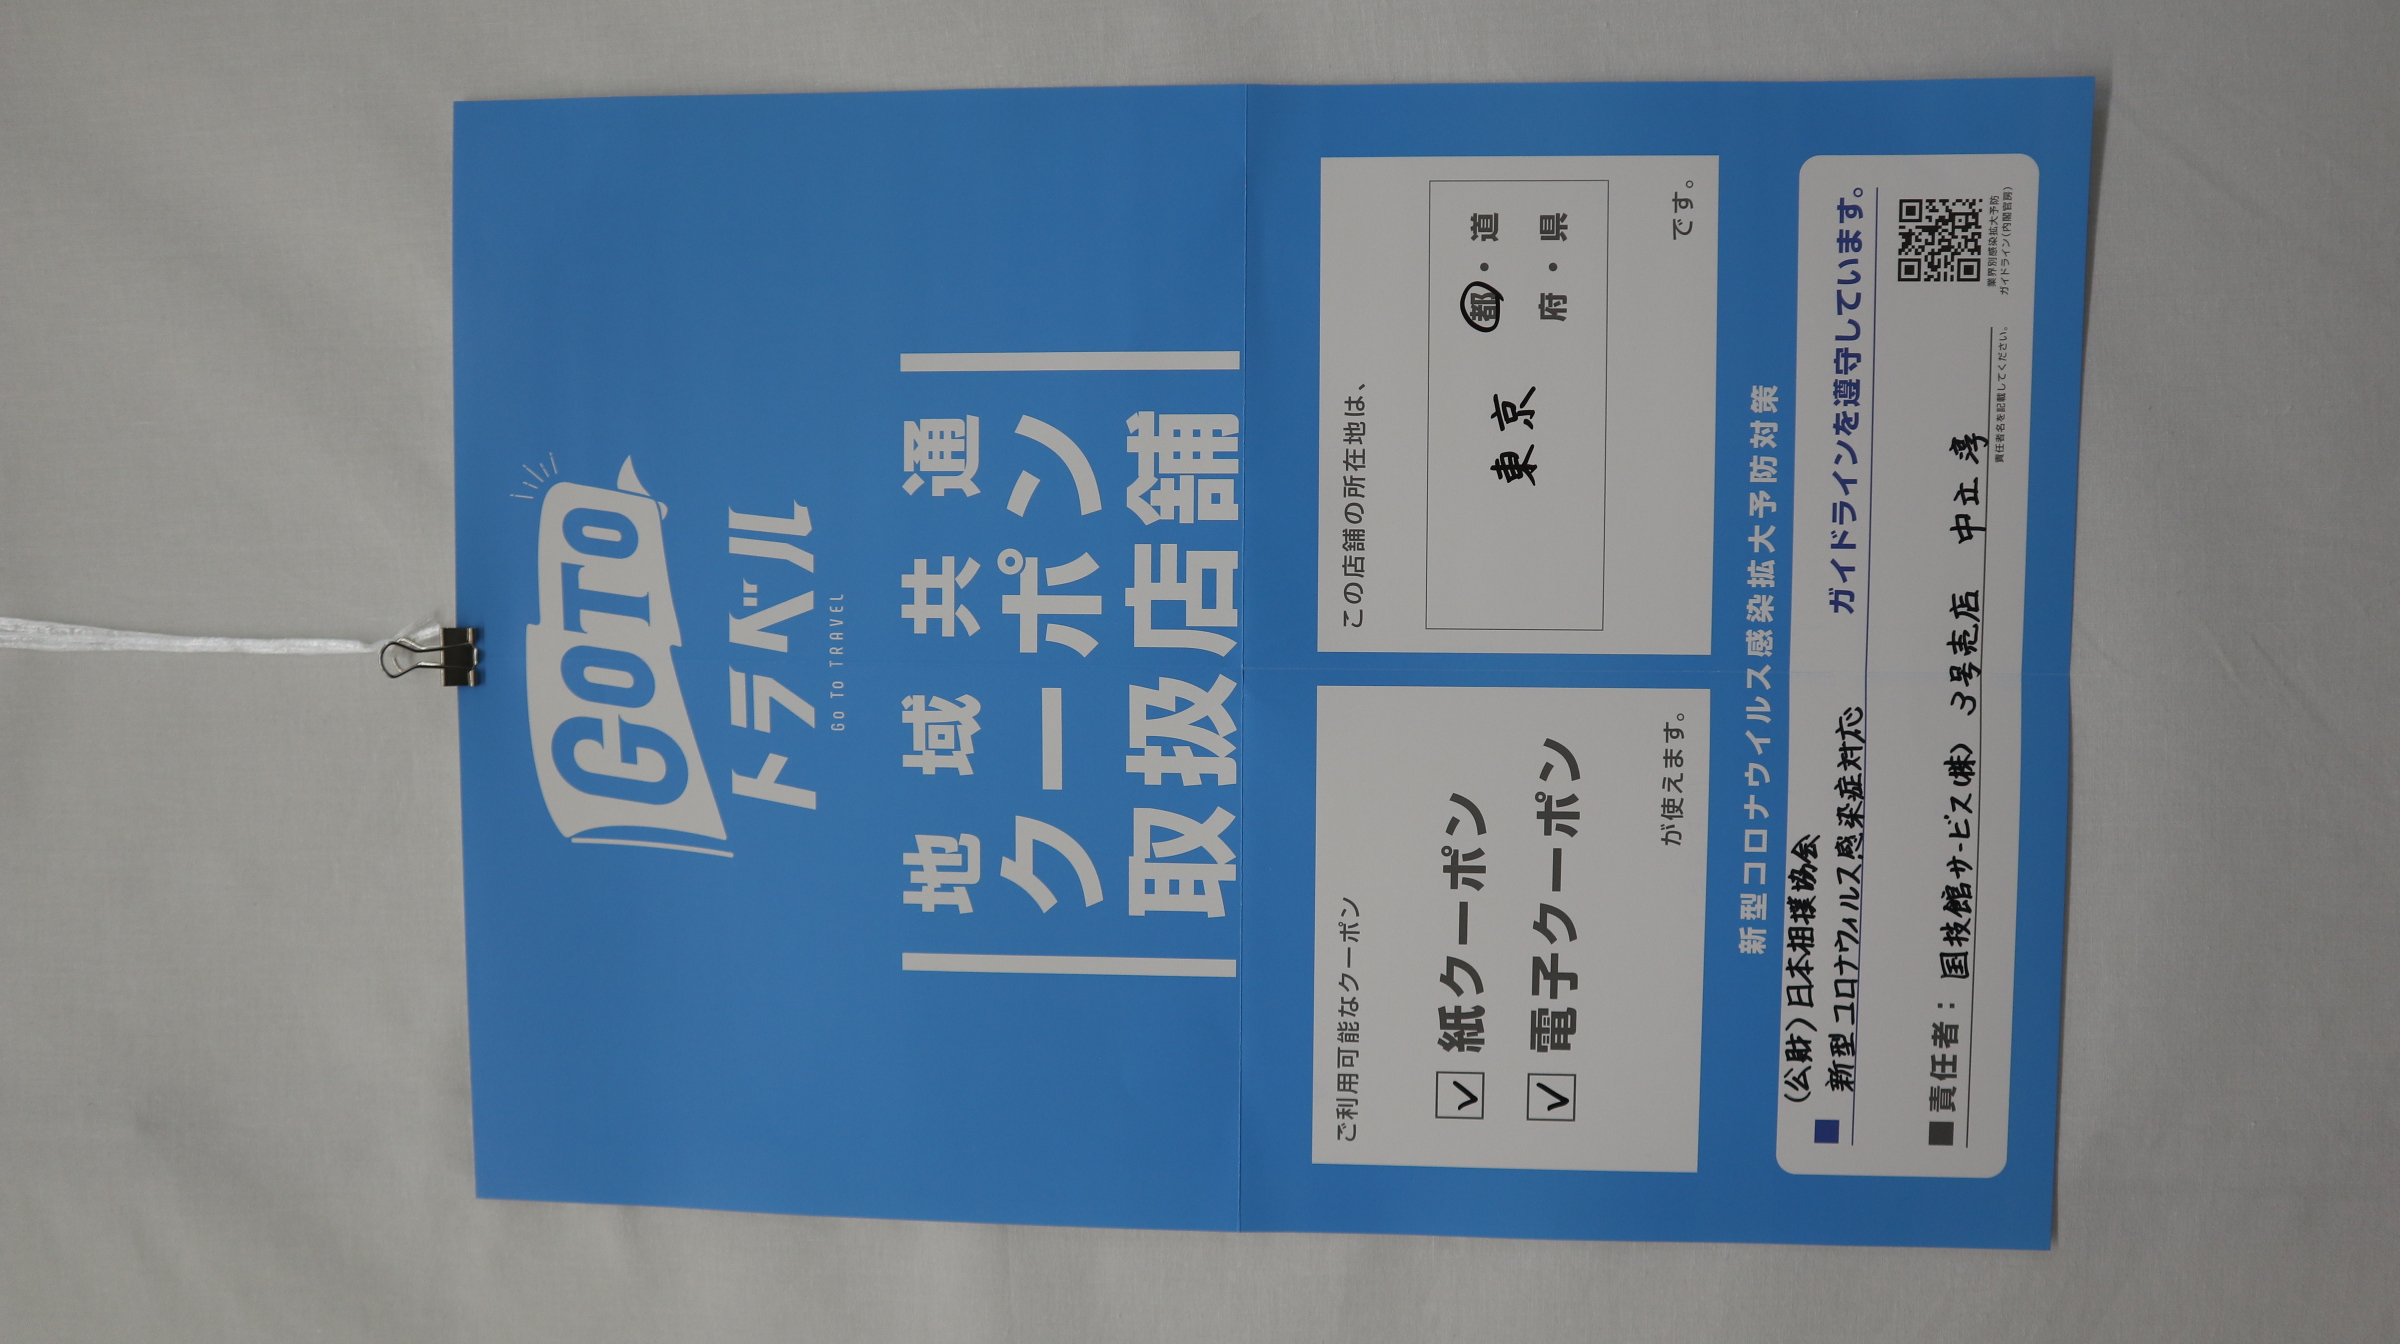 GOTO
トラベル
GO TO TRAVEL
地域共通
クーポン
取扱店舗
ご利用可能なクーポン
紙クーポン
電子クーポン
が使えます。
この店舗の所在地は、
東京 都・道
府・県
です。
新型コロナウイルス感染拡大予防対策
(公財)日本相撲協会
■ 新型コロナウィルス感染症対応 ガイドラインを遵守しています。
■責任者: 国技館サービス(株) 3号売店 中立 淳
責任者名を記載してください。
業界別感染拡大予防
ガイドライン(内閣官房)